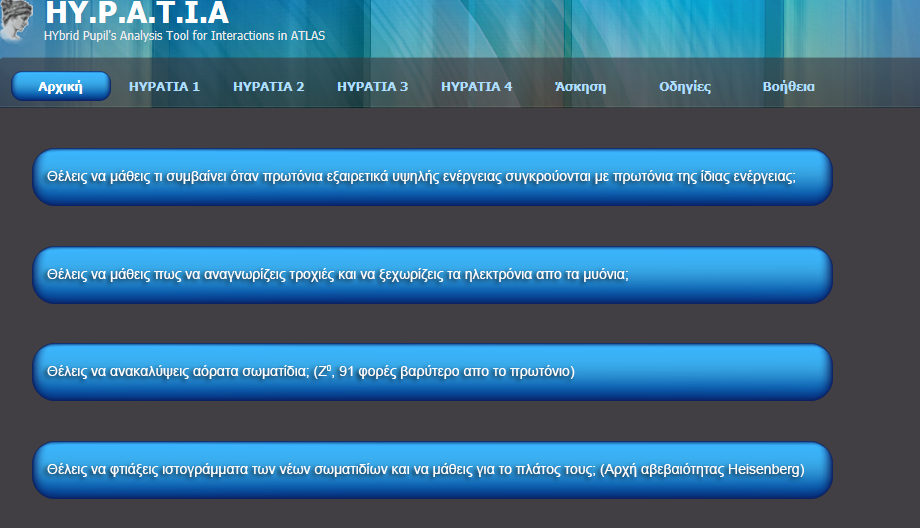 HY.P.A.T.I.A
HYbrid Pupil's Analysis Tool for Interactions in ATLAS
Αρχική HYPATIA 1 HYPATIA 2 HYPATIA 3 HYPATIA 4 Άσκηση Οδηγίες Βοήθεια
Θέλεις να μάθεις τι συμβαίνει όταν πρωτόνια εξαιρετικά υψηλής ενέργειας συγκρούονται με πρωτόνια της ίδιας ενέργειας;
Θέλεις να μάθεις πως να αναγνωρίζεις τροχιές και να ξεχωρίζεις τα ηλεκτρόνια απο τα μυόνια;
Θέλεις να ανακαλύψεις αόρατα σωματίδια; (Z⁰, 91 φορές βαρύτερο απο το πρωτόνιο)
Θέλεις να φτιάξεις ιστογράμματα των νέων σωματιδίων και να μάθεις για το πλάτος τους; (Αρχή αβεβαιότητας Heisenberg)